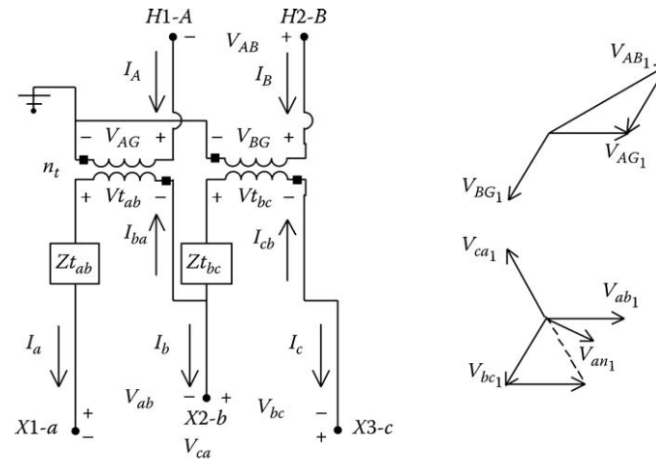 H1-A H2-B
− V_AB +
I_A I_B
− V_AG + − V_BG +
n_t
+ Vt_ab − + Vt_bc −
I_ba I_cb
Zt_ab Zt_bc
I_a I_b I_c
V_ab − + V_bc −
X1-a + − X2-b + X3-c
V_ca
V_AB1
V_AG1
V_BG1
V_ca1
V_ab1
V_an1
V_bc1